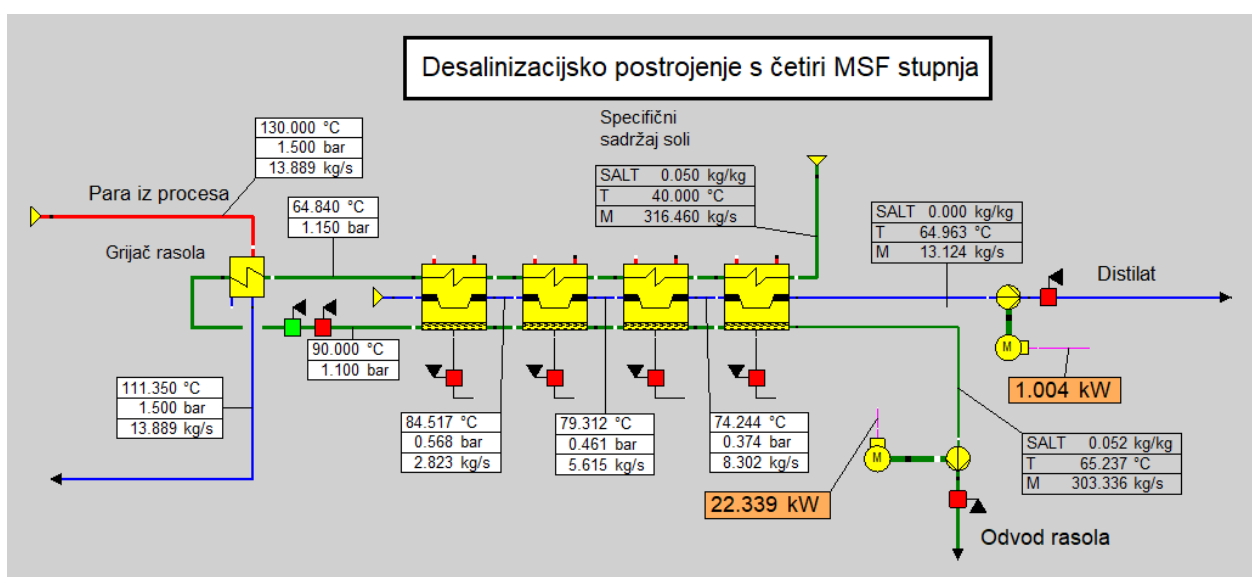 Desalinizacijsko postrojenje s četiri MSF stupnja
130.000 °C
1.500 bar
13.889 kg/s
Para iz procesa
64.840 °C
1.150 bar
Grijač rasola
Specifični
sadržaj soli
SALT 0.050 kg/kg
T 40.000 °C
M 316.460 kg/s
SALT 0.000 kg/kg
T 64.963 °C
M 13.124 kg/s
Distilat
M
1.004 kW
90.000 °C
1.100 bar
111.350 °C
1.500 bar
13.889 kg/s
84.517 °C
0.568 bar
2.823 kg/s
79.312 °C
0.461 bar
5.615 kg/s
74.244 °C
0.374 bar
8.302 kg/s
M
22.339 kW
SALT 0.052 kg/kg
T 65.237 °C
M 303.336 kg/s
Odvod rasola